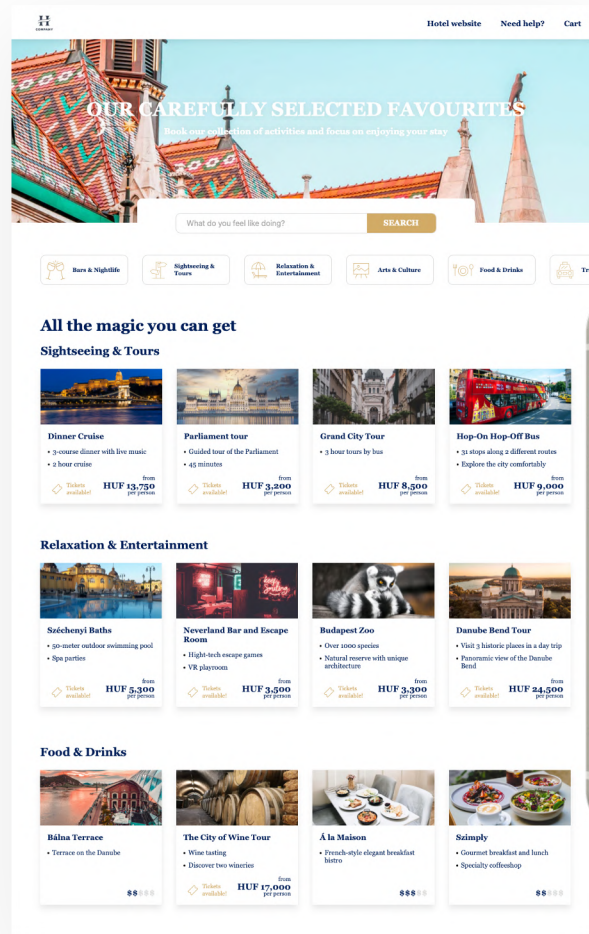 H
COMPANY
Hotel website
Need help?
Cart
OUR CAREFULLY SELECTED FAVOURITES
Book our collection of activities and focus on enjoying your stay
What do you feel like doing?
SEARCH
Bars & Nightlife
Sightseeing &
Tours
Relaxation &
Entertainment
Arts & Culture
Food & Drinks
Tr
All the magic you can get
Sightseeing & Tours
Dinner Cruise
• 3-course dinner with live music
• 2 hour cruise
Tickets
available!
from
HUF 13,750
per person
Parliament tour
• Guided tour of the Parliament
• 45 minutes
Tickets
available!
from
HUF 3,200
per person
Grand City Tour
• 3 hour tours by bus
Tickets
available!
from
HUF 8,500
per person
Hop-On Hop-Off Bus
• 31 stops along 2 different routes
• Explore the city comfortably
Tickets
available!
from
HUF 9,000
per person
Relaxation & Entertainment
Széchenyi Baths
• 50-meter outdoor swimming pool
• Spa parties
Tickets
available!
from
HUF 5,300
per person
Neverland Bar and Escape
Room
• Hight-tech escape games
• VR playroom
Tickets
available!
from
HUF 3,500
per person
Budapest Zoo
• Over 1000 species
• Natural reserve with unique
architecture
Tickets
available!
from
HUF 3,300
per person
Danube Bend Tour
• Visit 3 historic places in a day trip
• Panoramic view of the Danube
Bend
Tickets
available!
from
HUF 24,500
per person
Food & Drinks
Bálna Terrace
• Terrace on the Danube
$$$$$
The City of Wine Tour
• Wine tasting
• Discover two wineries
Tickets
available!
from
HUF 17,000
per person
Á la Maison
• French-style elegant breakfast
bistro
$$$$$
Szimply
• Gourmet breakfast and lunch
• Specialty coffeeshop
$$$$$